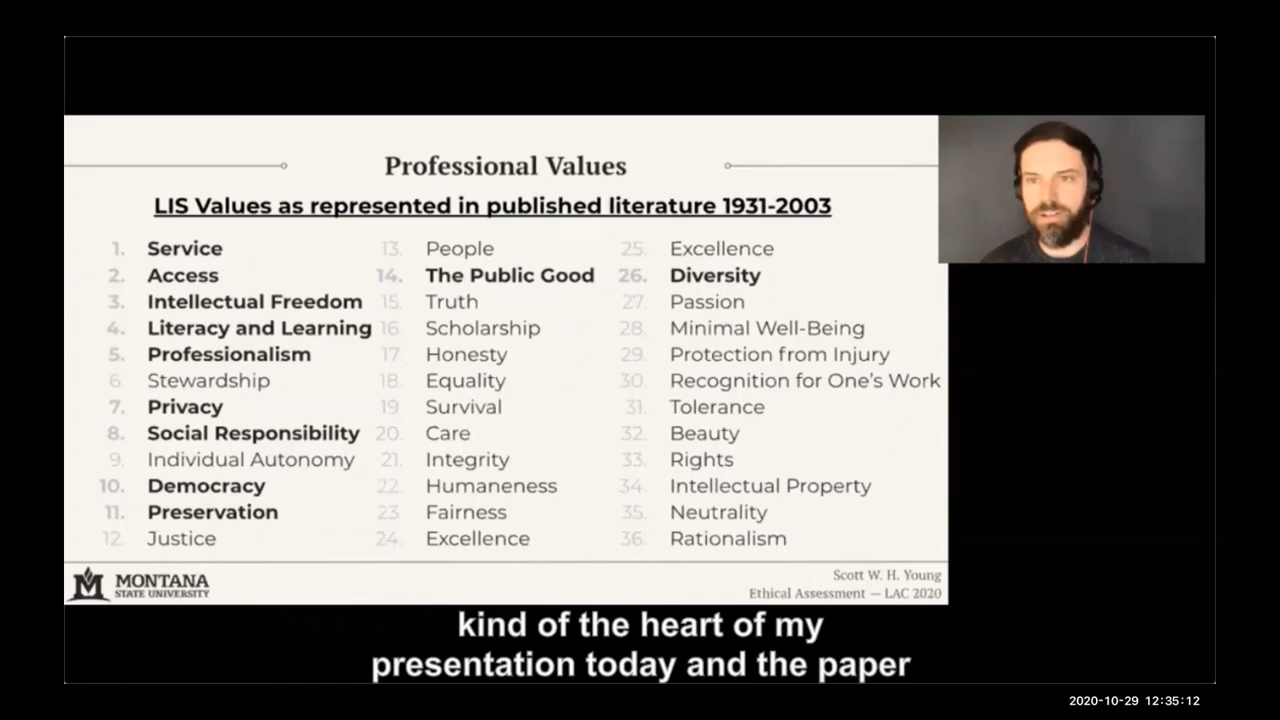 Professional Values
LIS Values as represented in published literature 1931-2003
1. Service
2. Access
3. Intellectual Freedom
4. Literacy and Learning
5. Professionalism
6. Stewardship
7. Privacy
8. Social Responsibility
9. Individual Autonomy
10. Democracy
11. Preservation
12. Justice
13. People
14. The Public Good
15. Truth
16. Scholarship
17. Honesty
18. Equality
19. Survival
20. Care
21. Integrity
22. Humaneness
23. Fairness
24. Excellence
25. Excellence
26. Diversity
27. Passion
28. Minimal Well-Being
29. Protection from Injury
30. Recognition for One's Work
31. Tolerance
32. Beauty
33. Rights
34. Intellectual Property
35. Neutrality
36. Rationalism
M MONTANA
STATE UNIVERSITY
Scott W. H. Young
Ethical Assessment — LAC 2020
kind of the heart of my
presentation today and the paper
2020-10-29 12:35:12